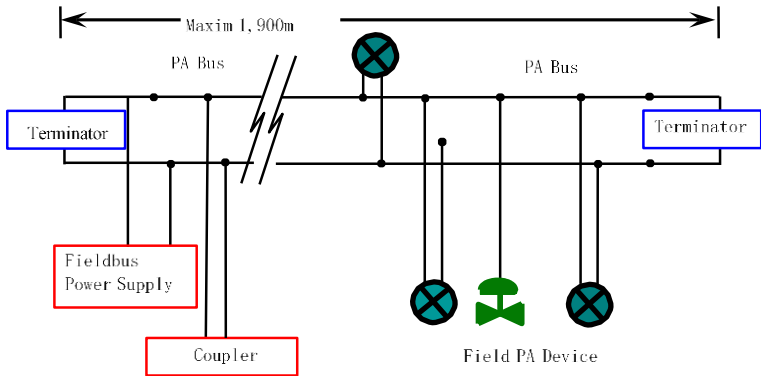 Maxim 1,900m
PA Bus
PA Bus
Terminator
Terminator
Fieldbus
Power Supply
Coupler
Field PA Device